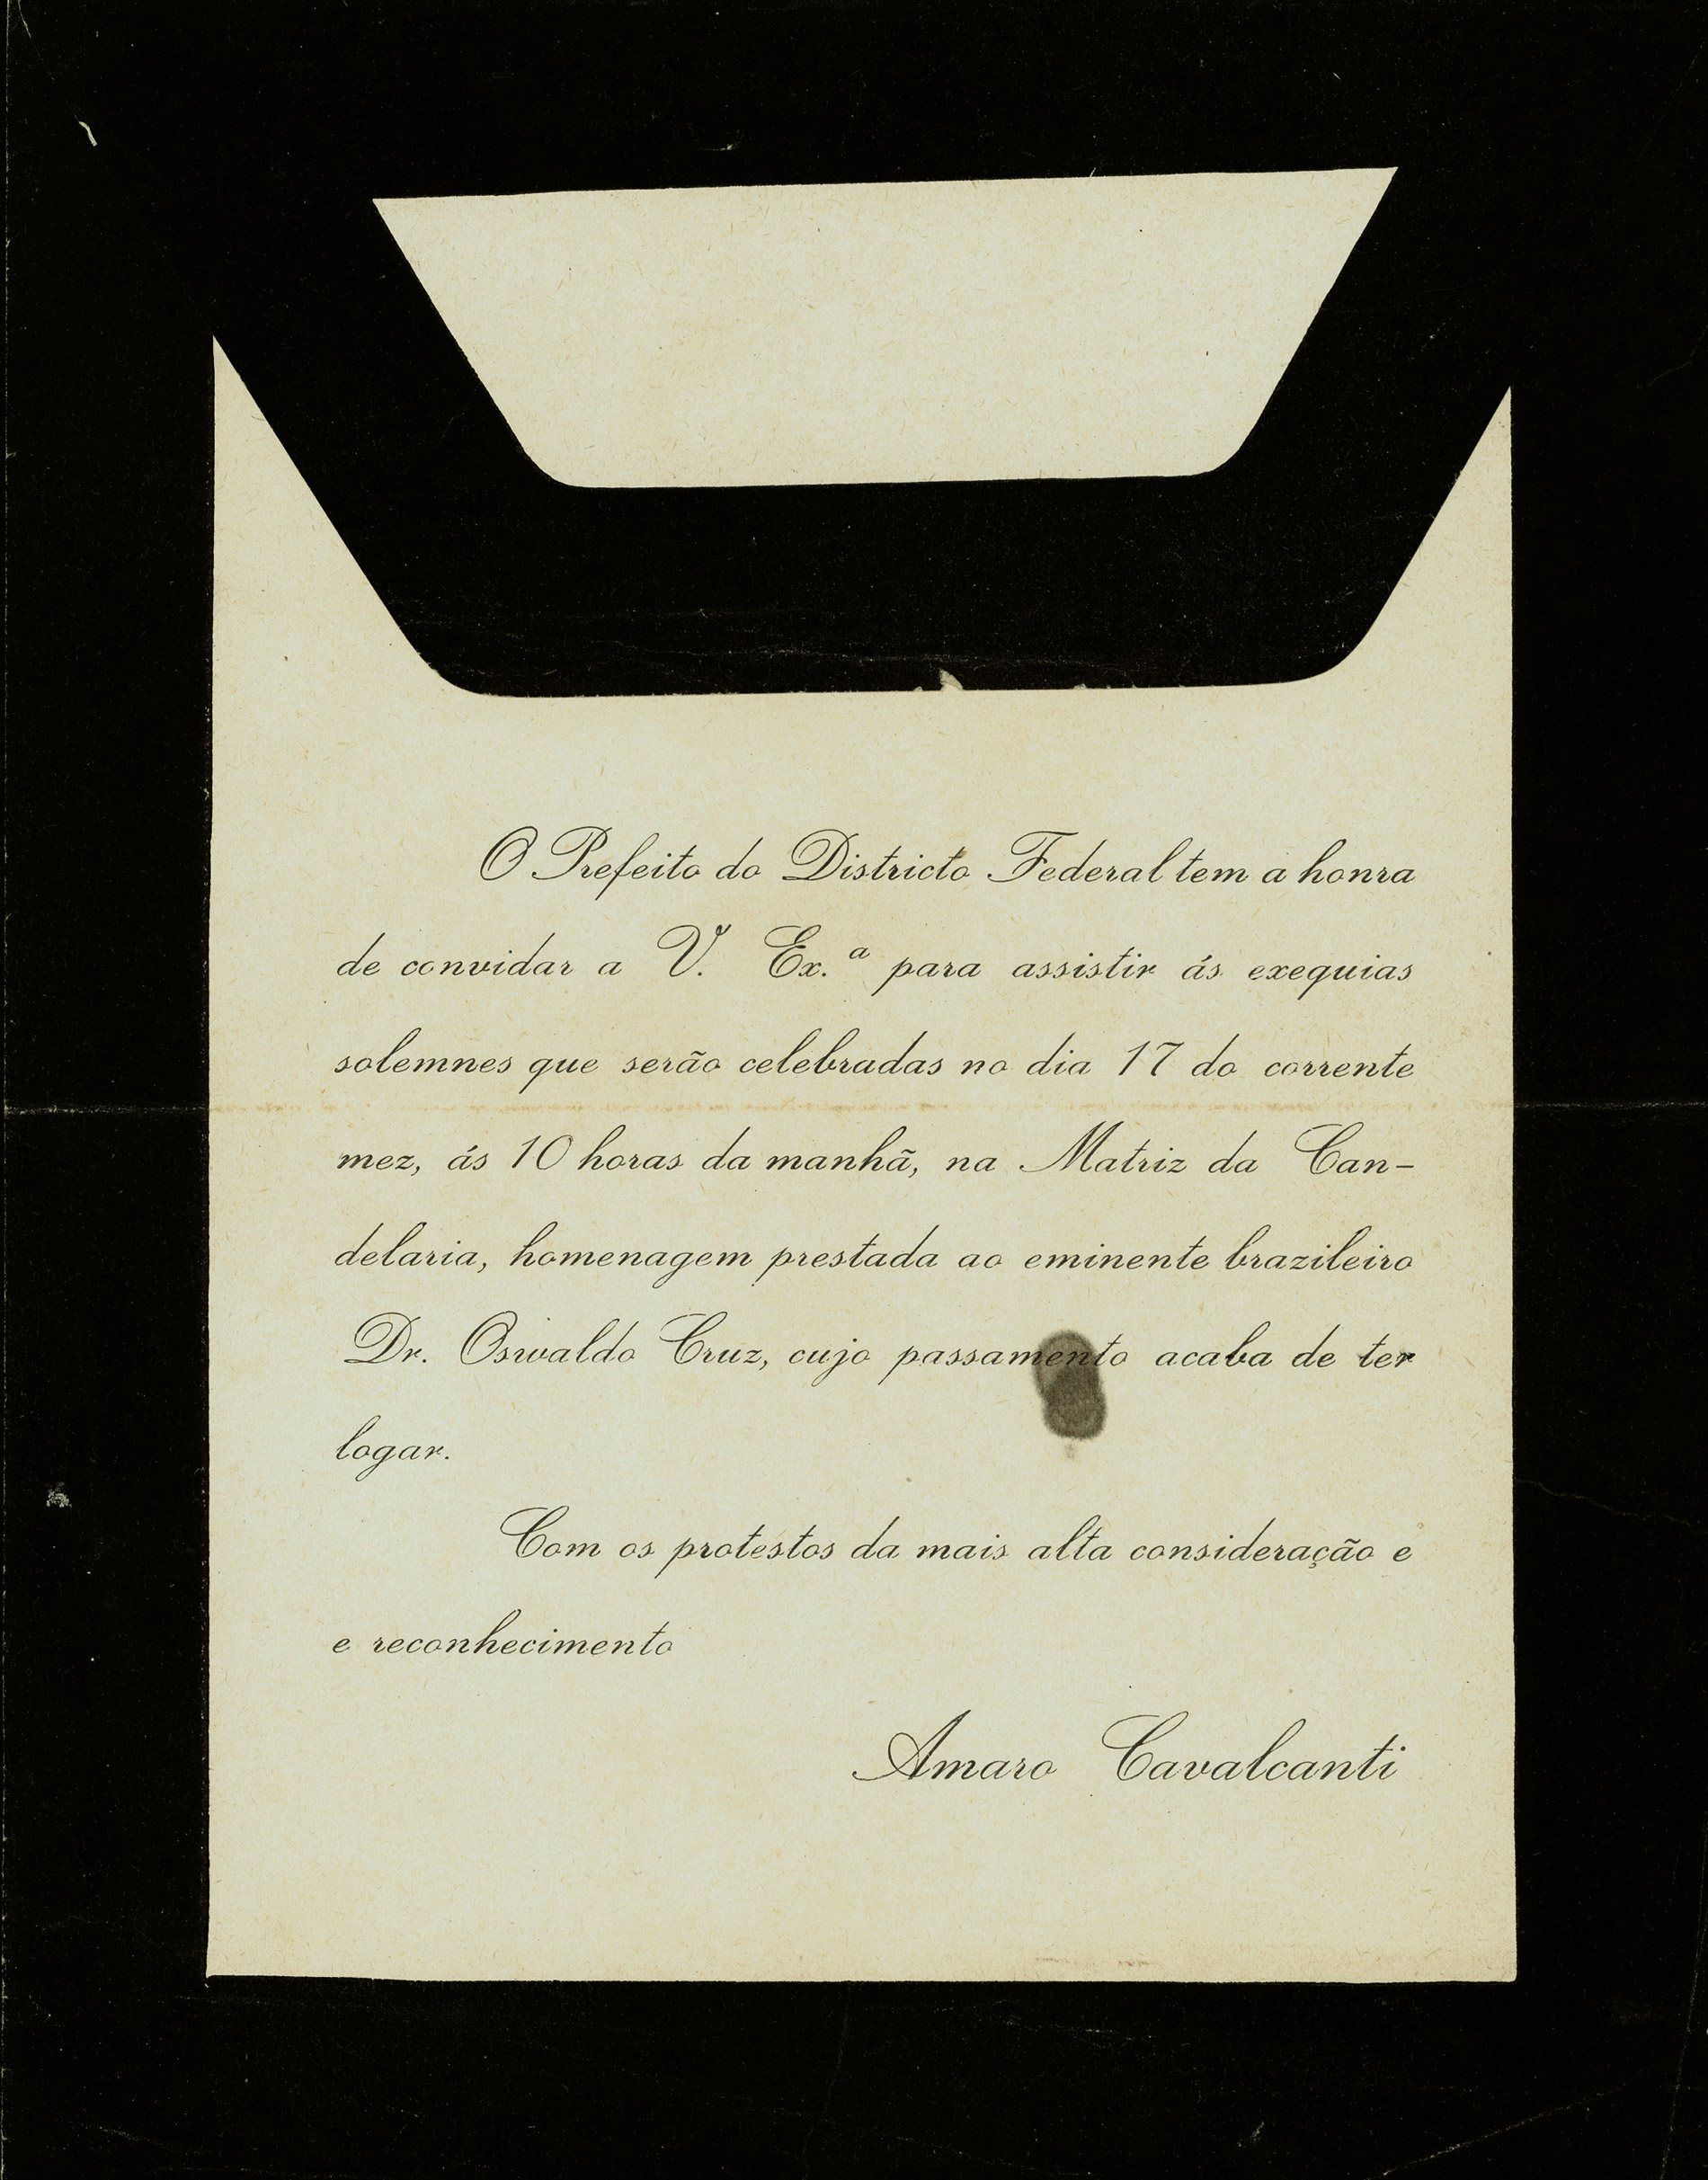 O Prefeito do Districto Federal tem a honra
de convidar a V. Ex.ª para assistir ás exequias
solemnes que serão celebradas no dia 17 do corrente
mez, ás 10 horas da manhã, na Matriz da Can-
delaria, homenagem prestada ao eminente brazileiro
Dr. Oswaldo Cruz, cujo passamento acaba de ter
logar.
Com os protestos da mais alta consideração e
e reconhecimento
Amaro Cavalcanti